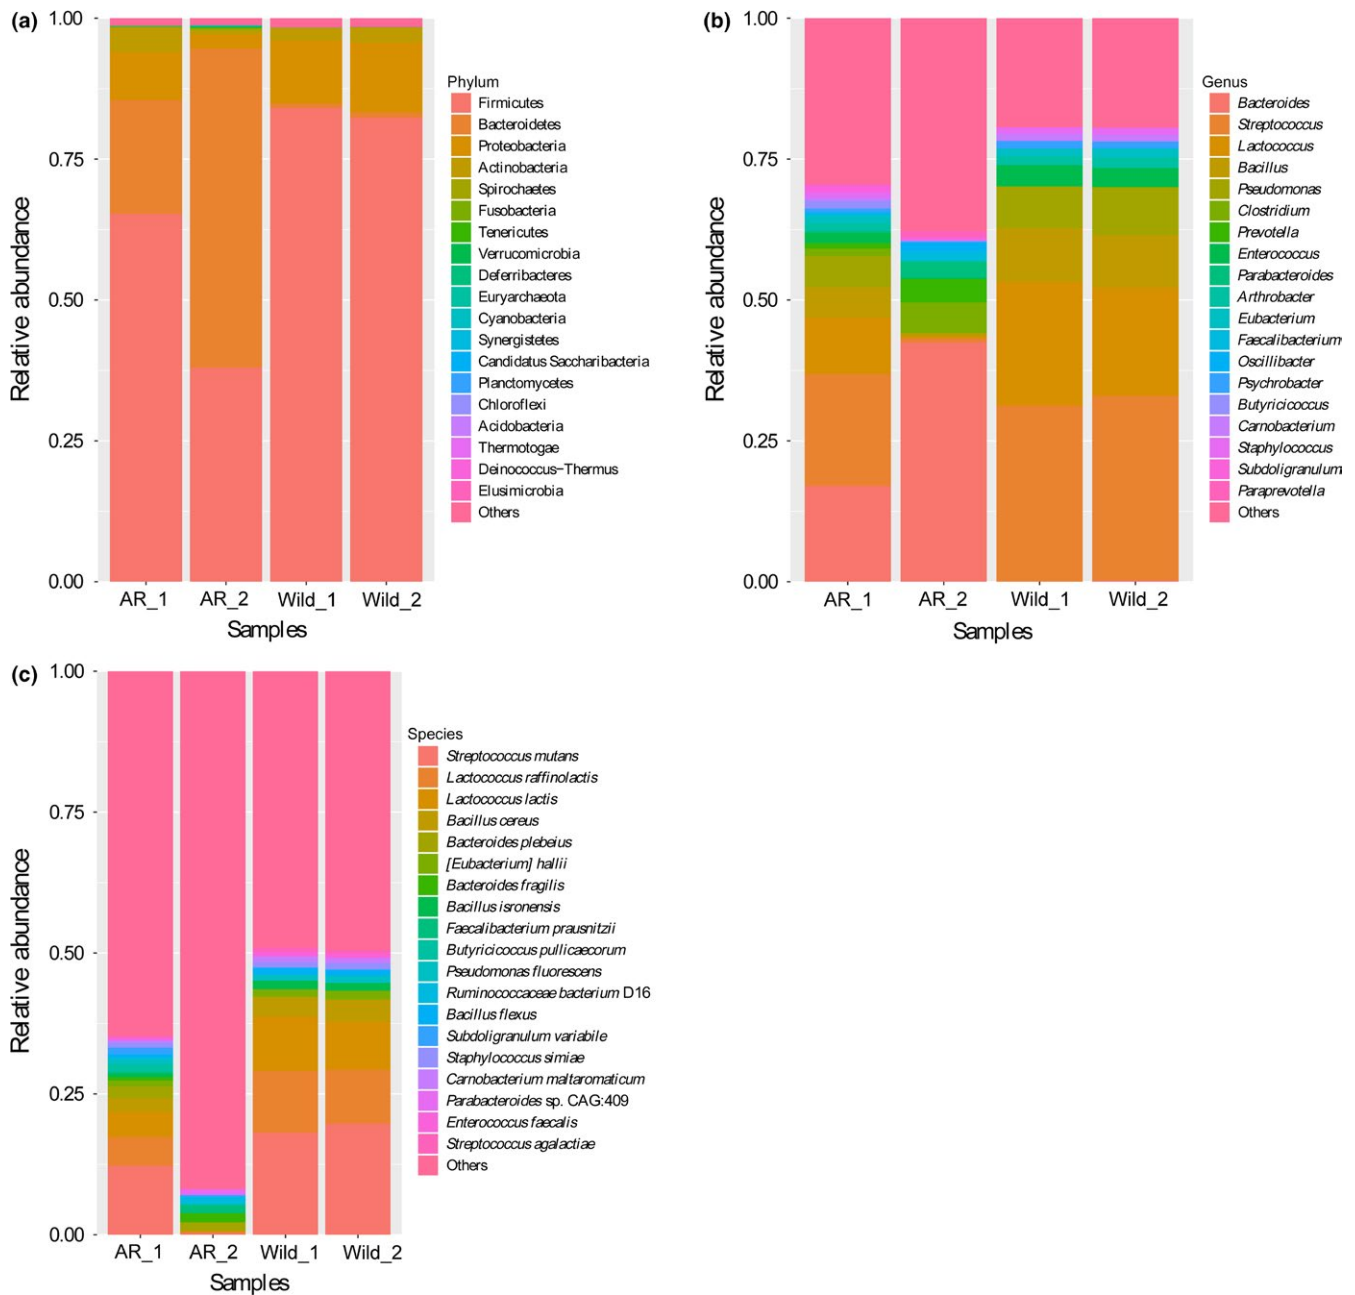 (a)
1.00
0.75
0.50
0.25
0.00
Relative abundance
AR_1 AR_2 Wild_1 Wild_2
Samples
Phylum
Firmicutes
Bacteroidetes
Proteobacteria
Actinobacteria
Spirochaetes
Fusobacteria
Tenericutes
Verrucomicrobia
Deferribacteres
Euryarchaeota
Cyanobacteria
Synergistetes
Candidatus Saccharibacteria
Planctomycetes
Chloroflexi
Acidobacteria
Thermotogae
Deinococcus–Thermus
Elusimicrobia
Others
(b)
1.00
0.75
0.50
0.25
0.00
Relative abundance
AR_1 AR_2 Wild_1 Wild_2
Samples
Genus
Bacteroides
Streptococcus
Lactococcus
Bacillus
Pseudomonas
Clostridium
Prevotella
Enterococcus
Parabacteroides
Arthrobacter
Eubacterium
Faecalibacterium
Oscillibacter
Psychrobacter
Butyricicoccus
Carnobacterium
Staphylococcus
Subdoligranulum
Paraprevotella
Others
(c)
1.00
0.75
0.50
0.25
0.00
Relative abundance
AR_1 AR_2 Wild_1 Wild_2
Samples
Species
Streptococcus mutans
Lactococcus raffinolactis
Lactococcus lactis
Bacillus cereus
Bacteroides plebeius
[Eubacterium] hallii
Bacteroides fragilis
Bacillus isronensis
Faecalibacterium prausnitzii
Butyricicoccus pullicaecorum
Pseudomonas fluorescens
Ruminococcaceae bacterium D16
Bacillus flexus
Subdoligranulum variabile
Staphylococcus simiae
Carnobacterium maltaromaticum
Parabacteroides sp. CAG:409
Enterococcus faecalis
Streptococcus agalactiae
Others